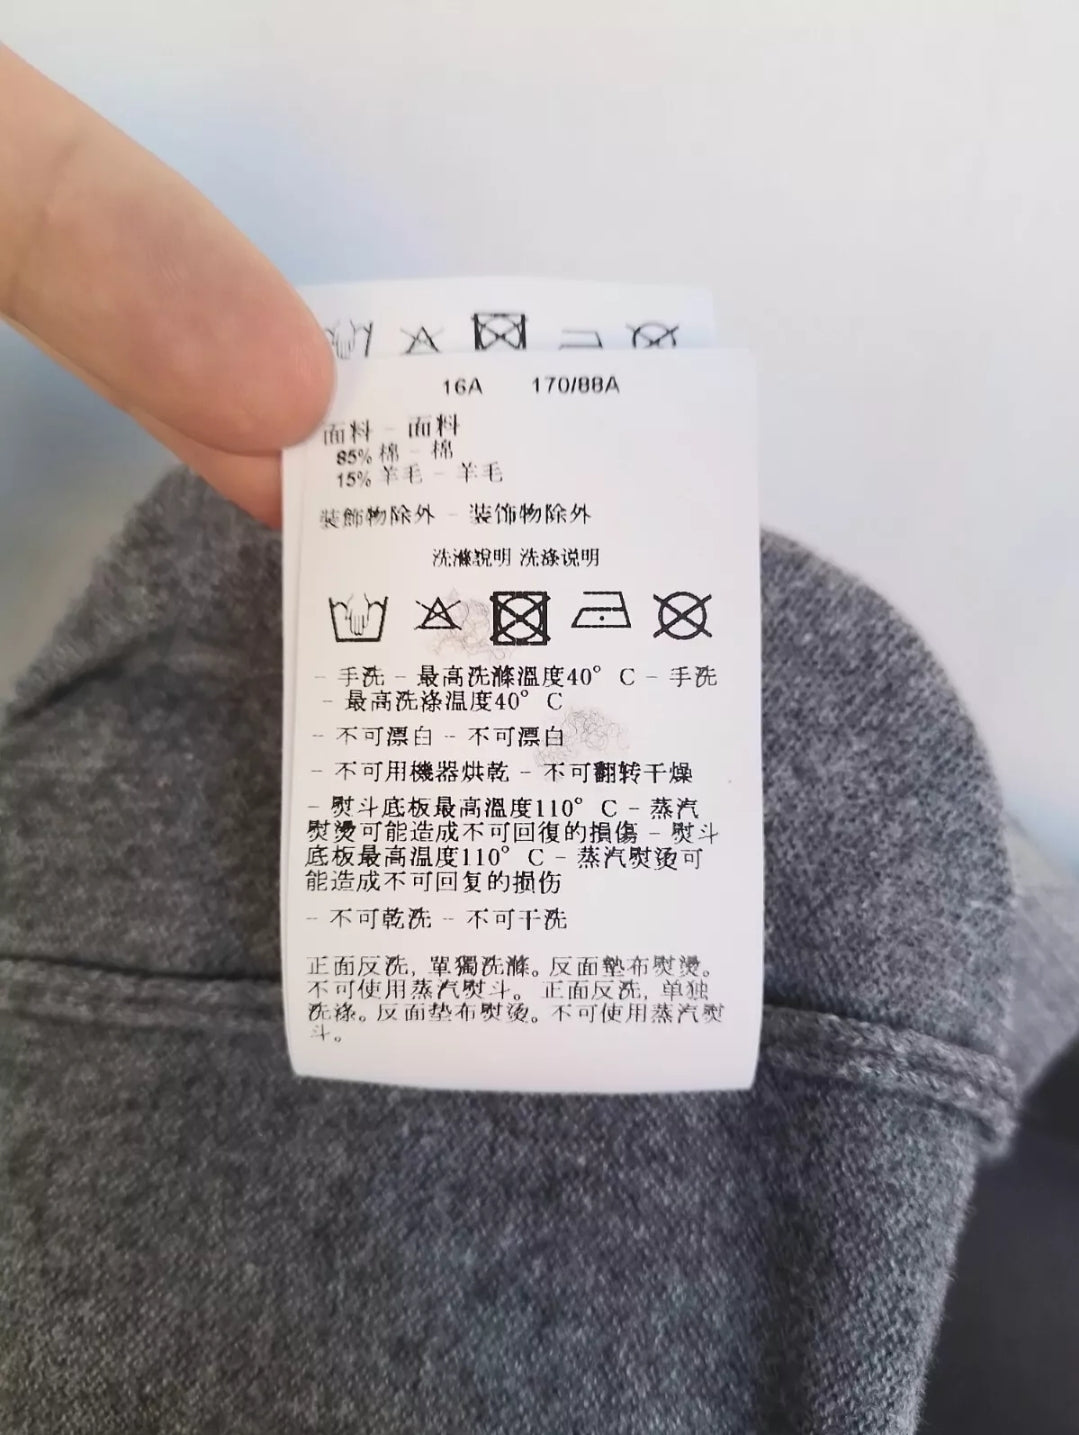 16A 170/88A
面料 - 面料
85% 棉 - 棉
15% 羊毛 - 羊毛
裝飾物除外 - 装饰物除外
洗滌說明 洗涤说明
- 手洗 - 最高洗滌溫度40° C - 手洗
- 最高洗涤温度40° C
- 不可漂白 - 不可漂白
- 不可用機器烘乾 - 不可翻转干燥
- 熨斗底板最高溫度110° C - 蒸汽
熨燙可能造成不可回復的損傷 - 熨斗
底板最高温度110° C - 蒸汽熨烫可
能造成不可回复的损伤
- 不可乾洗 - 不可干洗
正面反洗, 單獨洗滌。反面墊布熨燙。
不可使用蒸汽熨斗。 正面反洗, 单独
洗涤。反面垫布熨烫。不可使用蒸汽熨
斗。